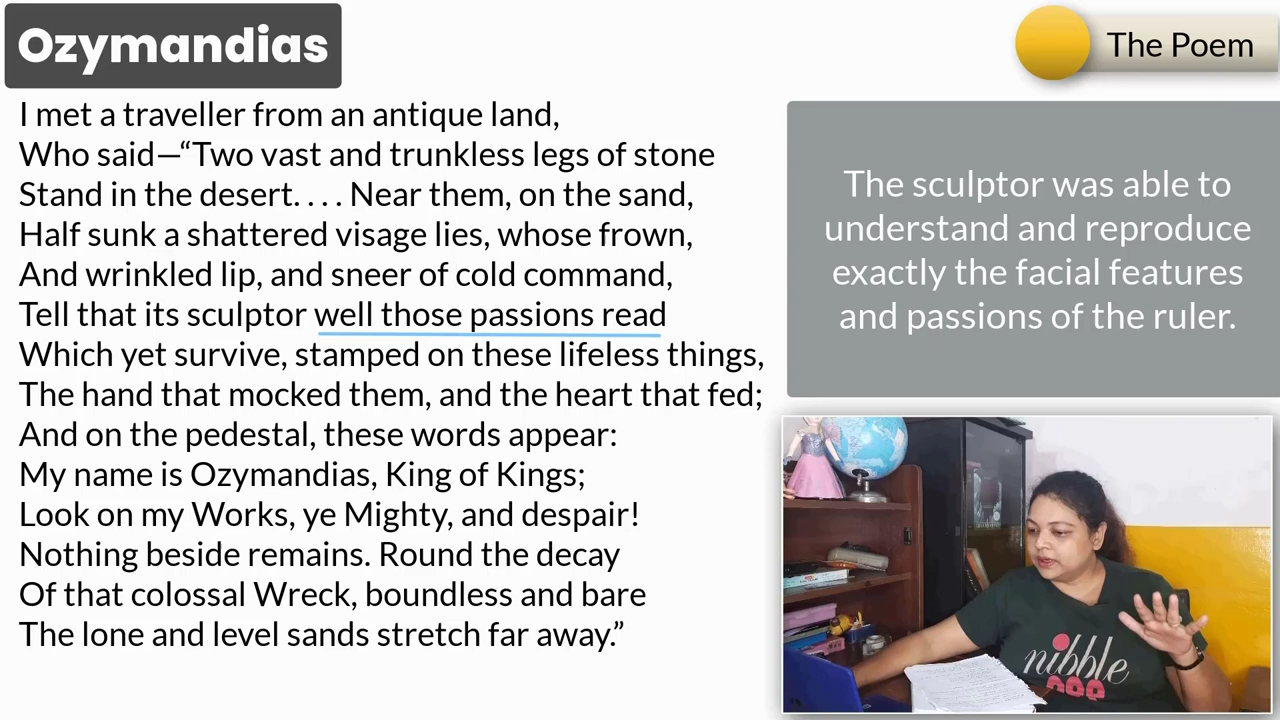 Ozymandias
The Poem
I met a traveller from an antique land,
Who said—“Two vast and trunkless legs of stone
Stand in the desert. . . . Near them, on the sand,
Half sunk a shattered visage lies, whose frown,
And wrinkled lip, and sneer of cold command,
Tell that its sculptor well those passions read
Which yet survive, stamped on these lifeless things,
The hand that mocked them, and the heart that fed;
And on the pedestal, these words appear:
My name is Ozymandias, King of Kings;
Look on my Works, ye Mighty, and despair!
Nothing beside remains. Round the decay
Of that colossal Wreck, boundless and bare
The lone and level sands stretch far away.”
The sculptor was able to
understand and reproduce
exactly the facial features
and passions of the ruler.
nibble
pop